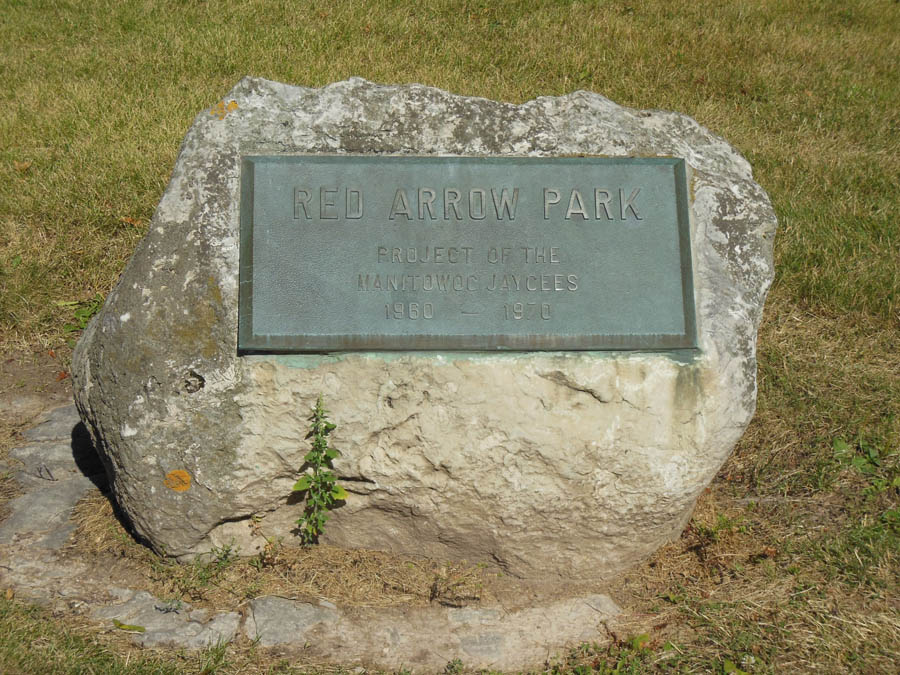 RED ARROW PARK
PROJECT OF THE
MANITOWOC JAYCEES
1960 — 1970